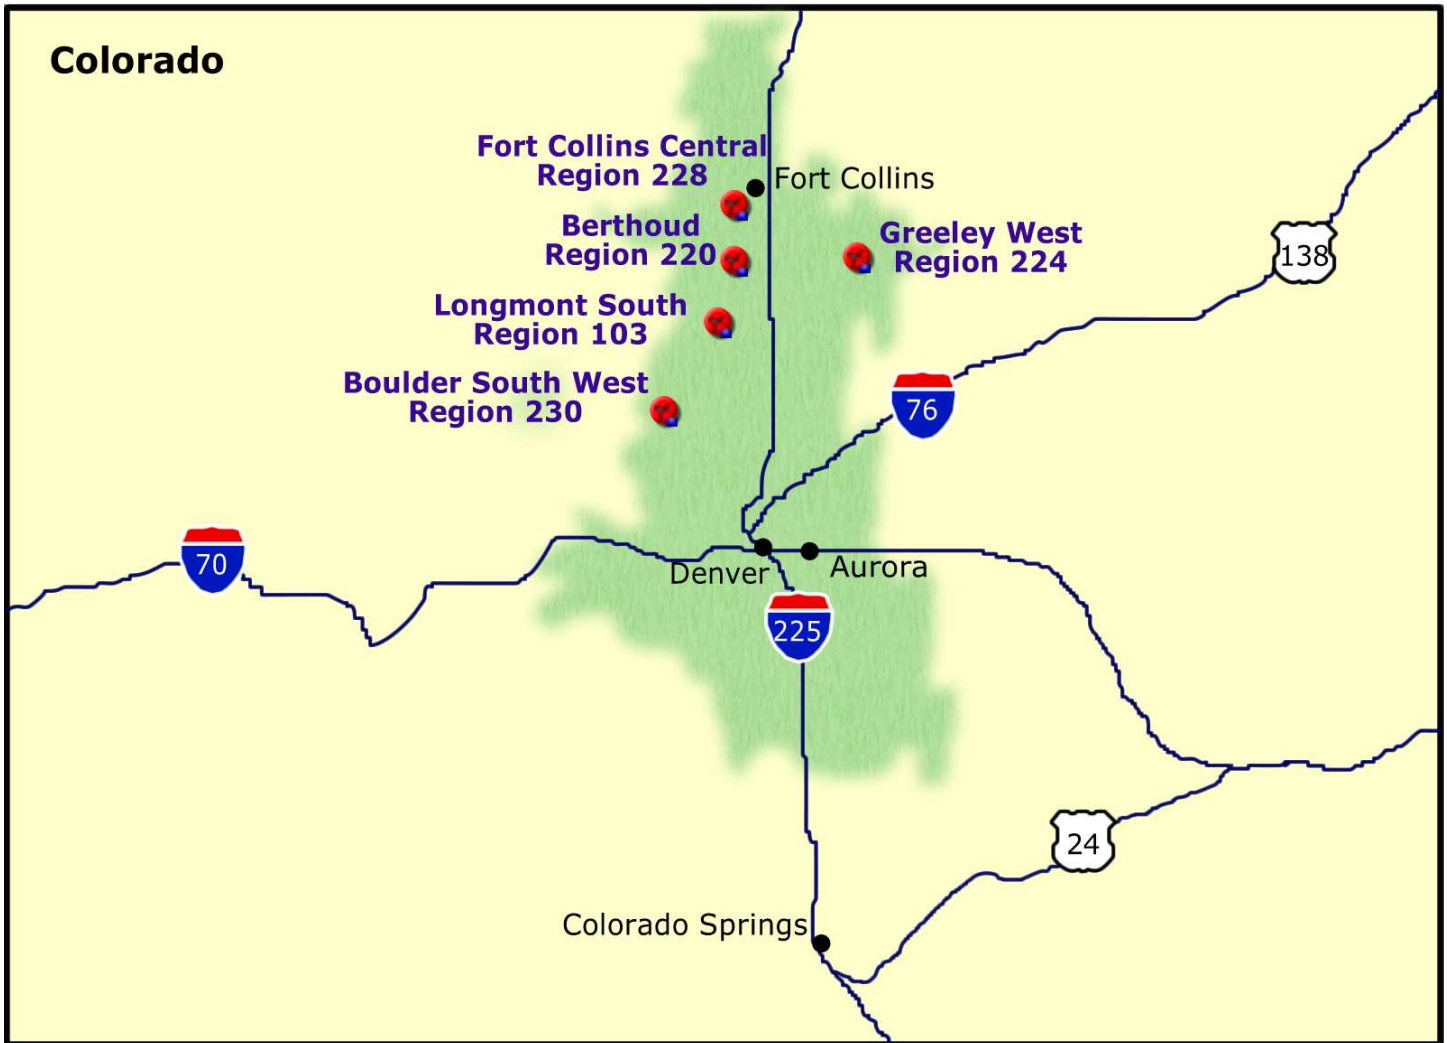 Colorado
Fort Collins Central
Region 228
Fort Collins
Berthoud
Region 220
Greeley West
Region 224
138
Longmont South
Region 103
Boulder South West
Region 230
76
70
Denver
Aurora
225
24
Colorado Springs